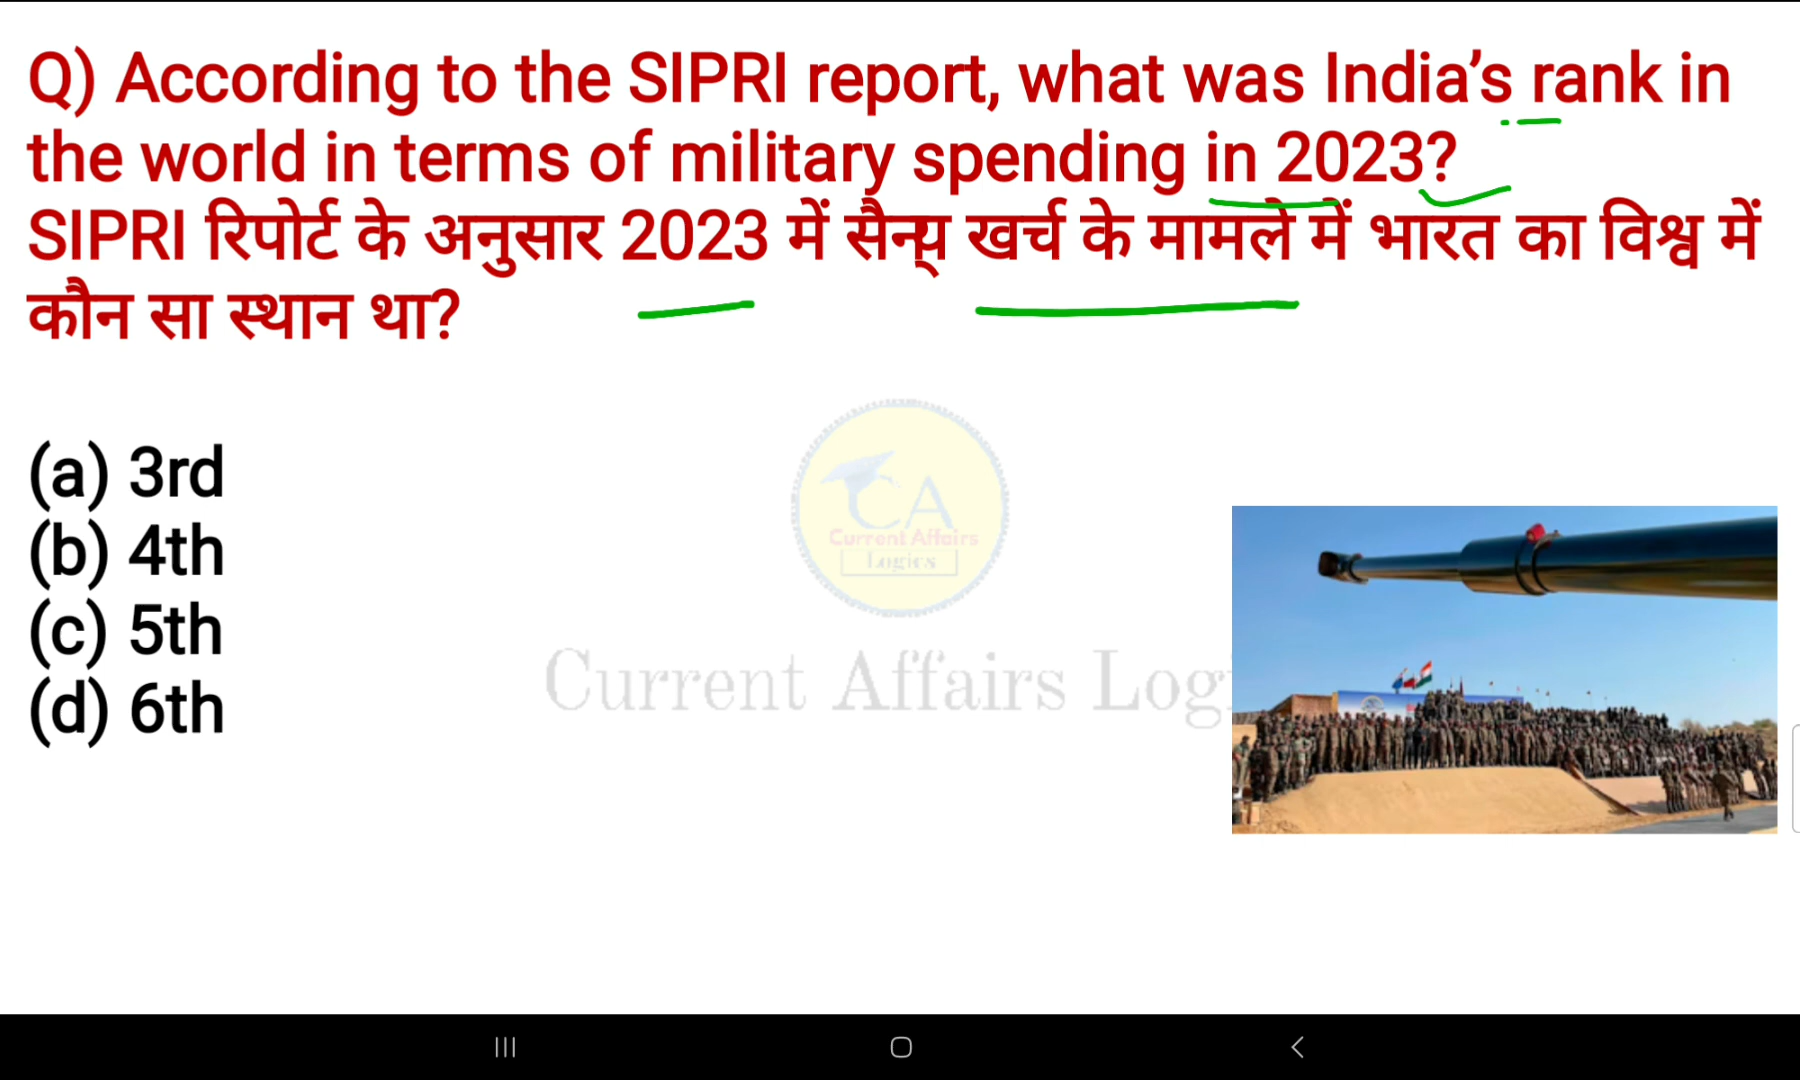 Q) According to the SIPRI report, what was India’s rank in
the world in terms of military spending in 2023?
SIPRI रिपोर्ट के अनुसार 2023 में सैन्य खर्च के मामले में भारत का विश्व में
कौन सा स्थान था?
(a) 3rd
(b) 4th
(c) 5th
(d) 6th
CA
Current Affairs
Logics
Current Affairs Logi